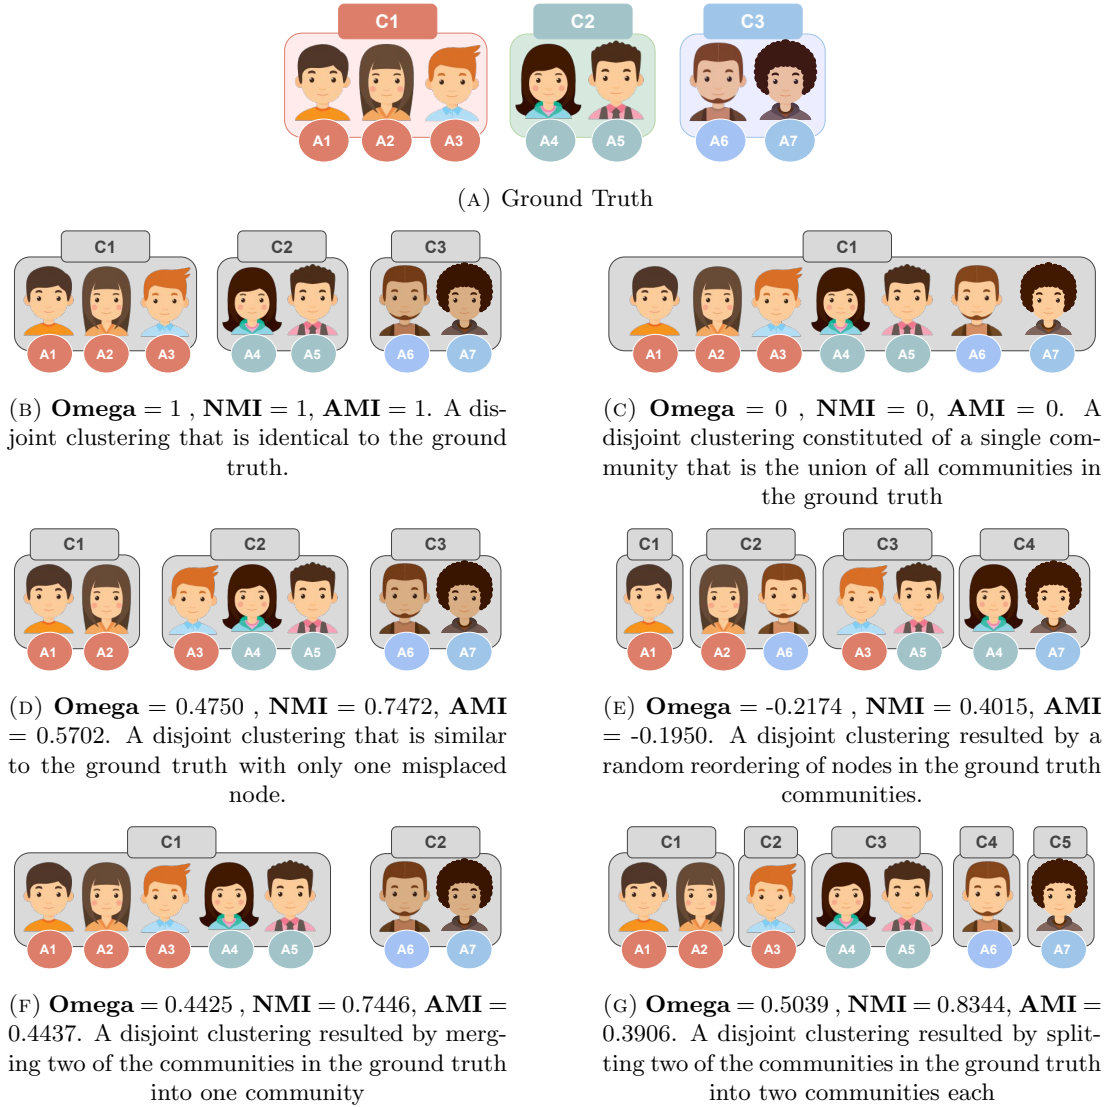 C1 C2 C3
A1 A2 A3 A4 A5 A6 A7
(A) Ground Truth
C1 C2 C3
A1 A2 A3 A4 A5 A6 A7
(B) Omega = 1 , NMI = 1, AMI = 1. A dis-
joint clustering that is identical to the ground
truth.
C1
A1 A2 A3 A4 A5 A6 A7
(C) Omega = 0 , NMI = 0, AMI = 0. A
disjoint clustering constituted of a single com-
munity that is the union of all communities in
the ground truth
C1 C2 C3
A1 A2 A3 A4 A5 A6 A7
(D) Omega = 0.4750 , NMI = 0.7472, AMI
= 0.5702. A disjoint clustering that is similar
to the ground truth with only one misplaced
node.
C1 C2 C3 C4
A1 A2 A6 A3 A5 A4 A7
(E) Omega = -0.2174 , NMI = 0.4015, AMI
= -0.1950. A disjoint clustering resulted by a
random reordering of nodes in the ground truth
communities.
C1 C2
A1 A2 A3 A4 A5 A6 A7
(F) Omega = 0.4425 , NMI = 0.7446, AMI =
0.4437. A disjoint clustering resulted by merg-
ing two of the communities in the ground truth
into one community
C1 C2 C3 C4 C5
A1 A2 A3 A4 A5 A6 A7
(G) Omega = 0.5039 , NMI = 0.8344, AMI =
0.3906. A disjoint clustering resulted by split-
ting two of the communities in the ground truth
into two communities each